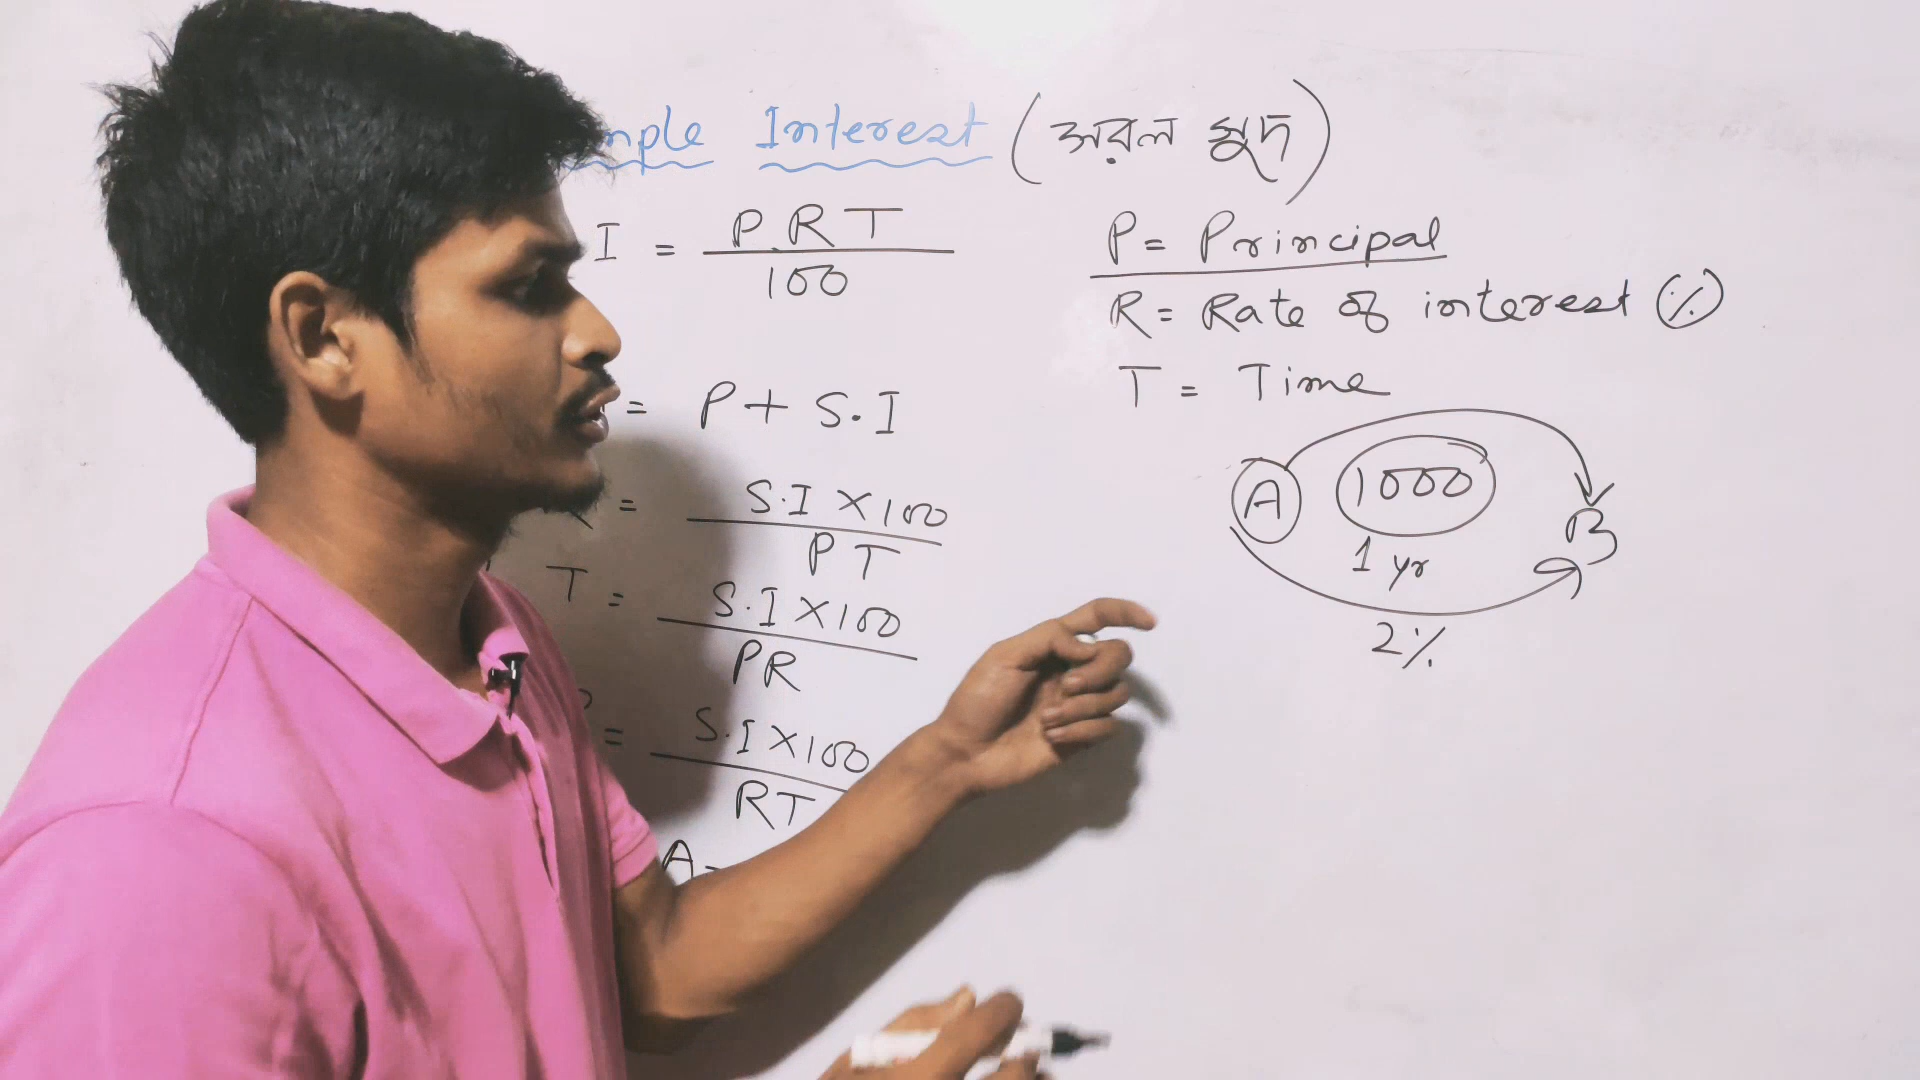 mple Interest (সরল সুদ)
I = P.RT
100
= P + S.I
= S.I X 100
PT
T = S.I X 100
PR
= S.I X 100
RT
A
P = Principal
R = Rate of interest (%)
T = Time
A 1000 B
1 yr
2%